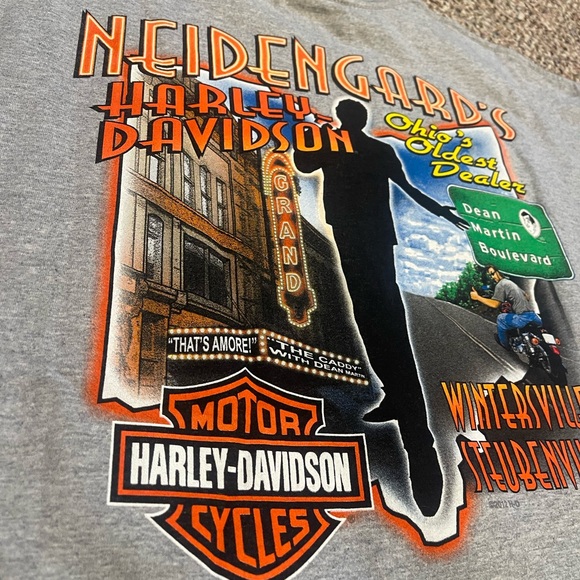 NEIDENGARD'S
HARLEY-
DAVIDSON
Ohio's
Oldest
Dealer
GRAND
Dean
Martin
Boulevard
"THAT'S AMORE!"
"THE CADDY"
WITH DEAN MARTIN
MOTOR
HARLEY-DAVIDSON
CYCLES
WINTERSVILLE
STEUBENVI